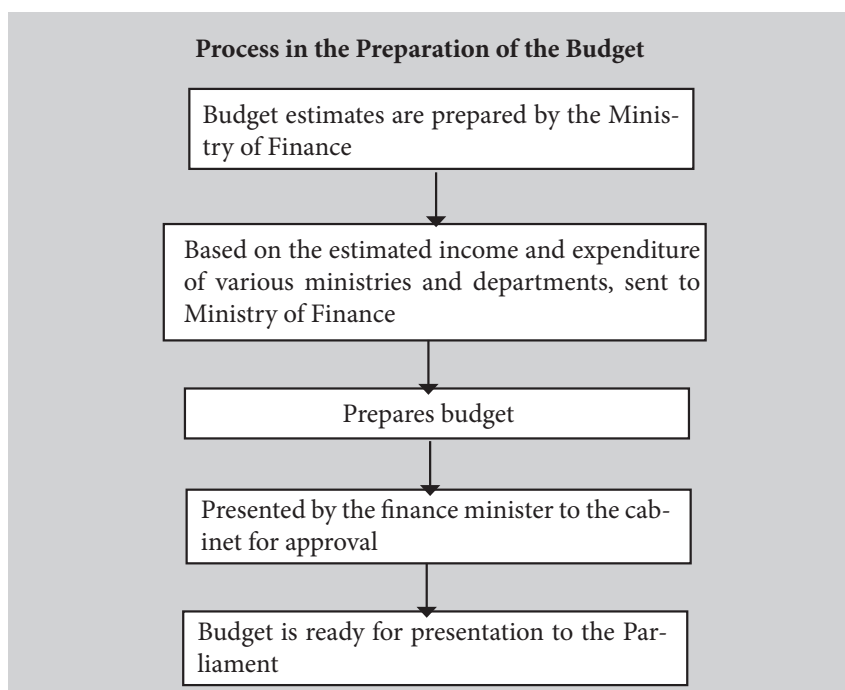 Process in the Preparation of the Budget
Budget estimates are prepared by the Minis-
try of Finance
Based on the estimated income and expenditure
of various ministries and departments, sent to
Ministry of Finance
Prepares budget
Presented by the finance minister to the cab-
inet for approval
Budget is ready for presentation to the Par-
liament